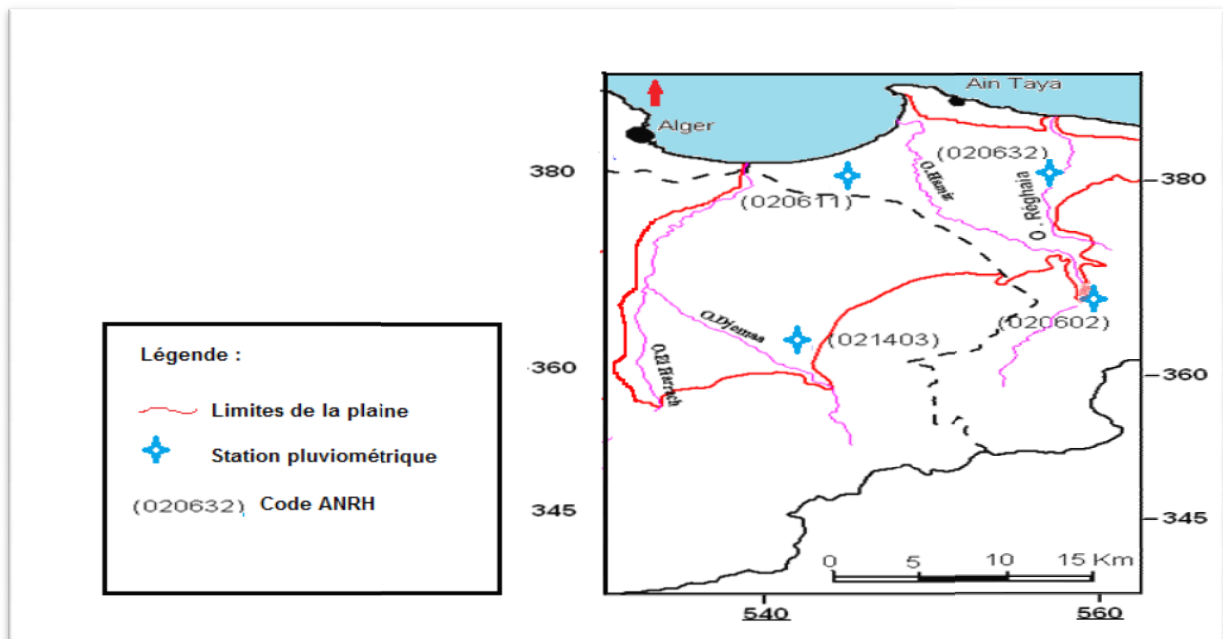 Ain Taya
Alger
380
(020632)
380
O.Hamiz
O. Réghaia
(020611)
(020602)
O.Djemaa
(021403)
360
360
O.El Harrach
Légende :
Limites de la plaine
Station pluviométrique
(020632) Code ANRH
345
345
0 5 10 15 Km
540 560